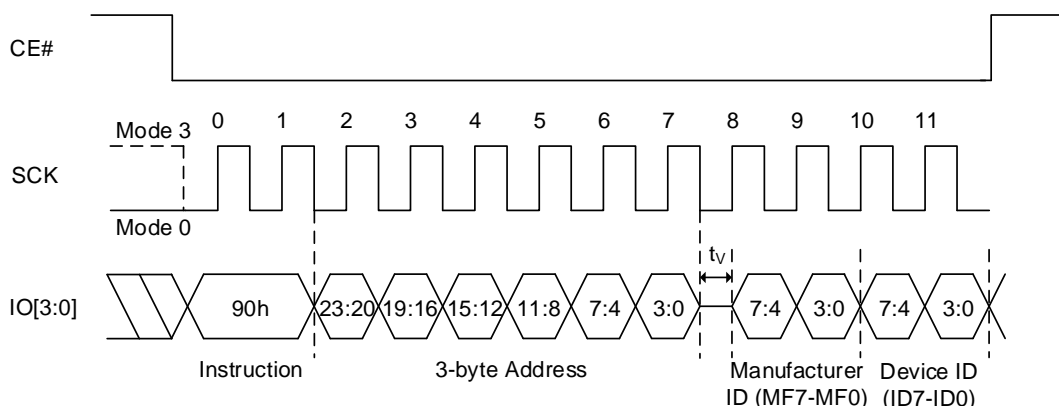 CE#
0 1 2 3 4 5 6 7 8 9 10 11
Mode 3
SCK
Mode 0
tV
IO[3:0] 90h 23:20 19:16 15:12 11:8 7:4 3:0 7:4 3:0 7:4 3:0
Instruction 3-byte Address Manufacturer Device ID
ID (MF7-MF0) (ID7-ID0)